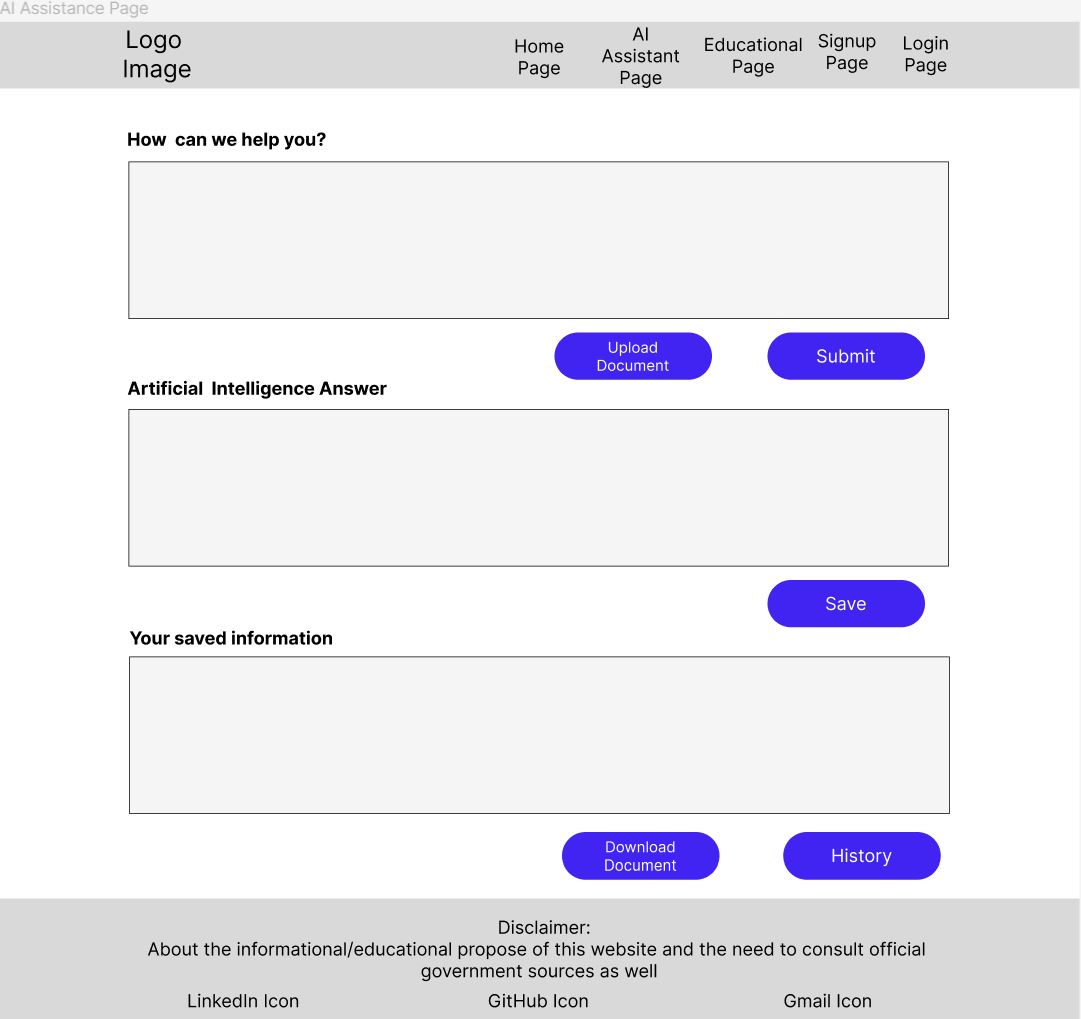 AI Assistance Page
Logo
Image
Home
Page
AI
Assistant
Page
Educational
Page
Signup
Page
Login
Page
How  can we help you?
Upload
Document
Submit
Artificial  Intelligence Answer
Save
Your saved information
Download
Document
History
Disclaimer:
About the informational/educational propose of this website and the need to consult official
government sources as well
LinkedIn Icon
GitHub Icon
Gmail Icon